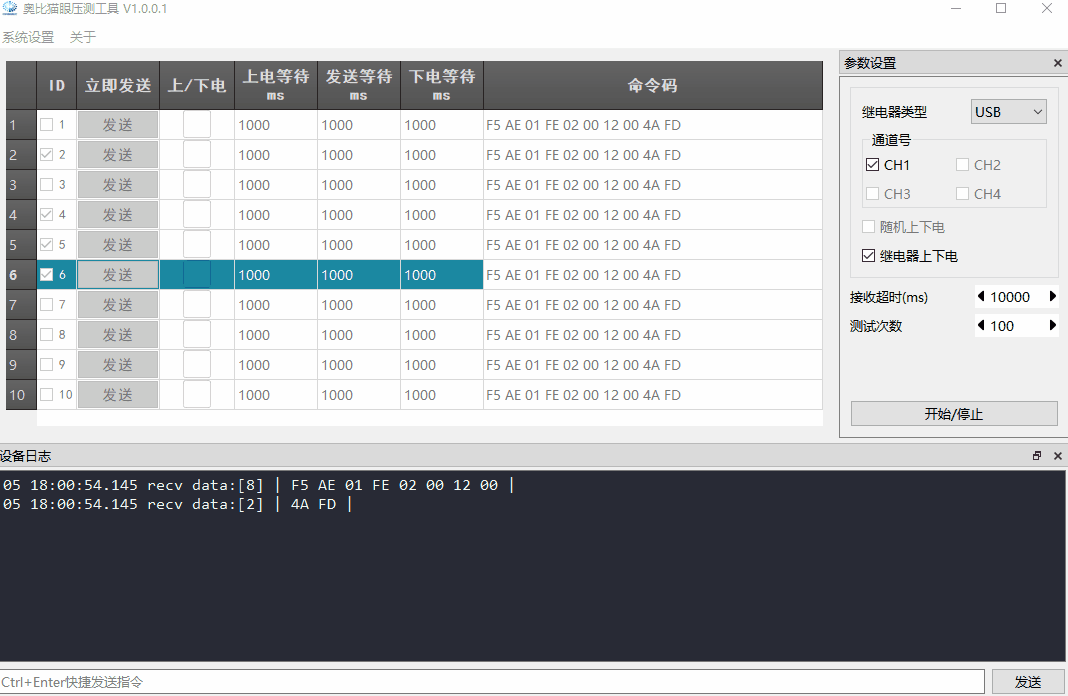 奥比猫眼压测工具 V1.0.0.1
系统设置 关于
ID 立即发送 上/下电 上电等待 ms 发送等待 ms 下电等待 ms 命令码
1 1 发送 1000 1000 1000 F5 AE 01 FE 02 00 12 00 4A FD
2 2 发送 1000 1000 1000 F5 AE 01 FE 02 00 12 00 4A FD
3 3 发送 1000 1000 1000 F5 AE 01 FE 02 00 12 00 4A FD
4 4 发送 1000 1000 1000 F5 AE 01 FE 02 00 12 00 4A FD
5 5 发送 1000 1000 1000 F5 AE 01 FE 02 00 12 00 4A FD
6 6 发送 1000 1000 1000 F5 AE 01 FE 02 00 12 00 4A FD
7 7 发送 1000 1000 1000 F5 AE 01 FE 02 00 12 00 4A FD
8 8 发送 1000 1000 1000 F5 AE 01 FE 02 00 12 00 4A FD
9 9 发送 1000 1000 1000 F5 AE 01 FE 02 00 12 00 4A FD
10 10 发送 1000 1000 1000 F5 AE 01 FE 02 00 12 00 4A FD
参数设置
继电器类型 USB
通道号
CH1 CH2
CH3 CH4
随机上下电
继电器上下电
接收超时(ms) 10000
测试次数 100
开始/停止
设备日志
05 18:00:54.145 recv data:[8] | F5 AE 01 FE 02 00 12 00 |
05 18:00:54.145 recv data:[2] | 4A FD |
Ctrl+Enter快捷发送指令 发送